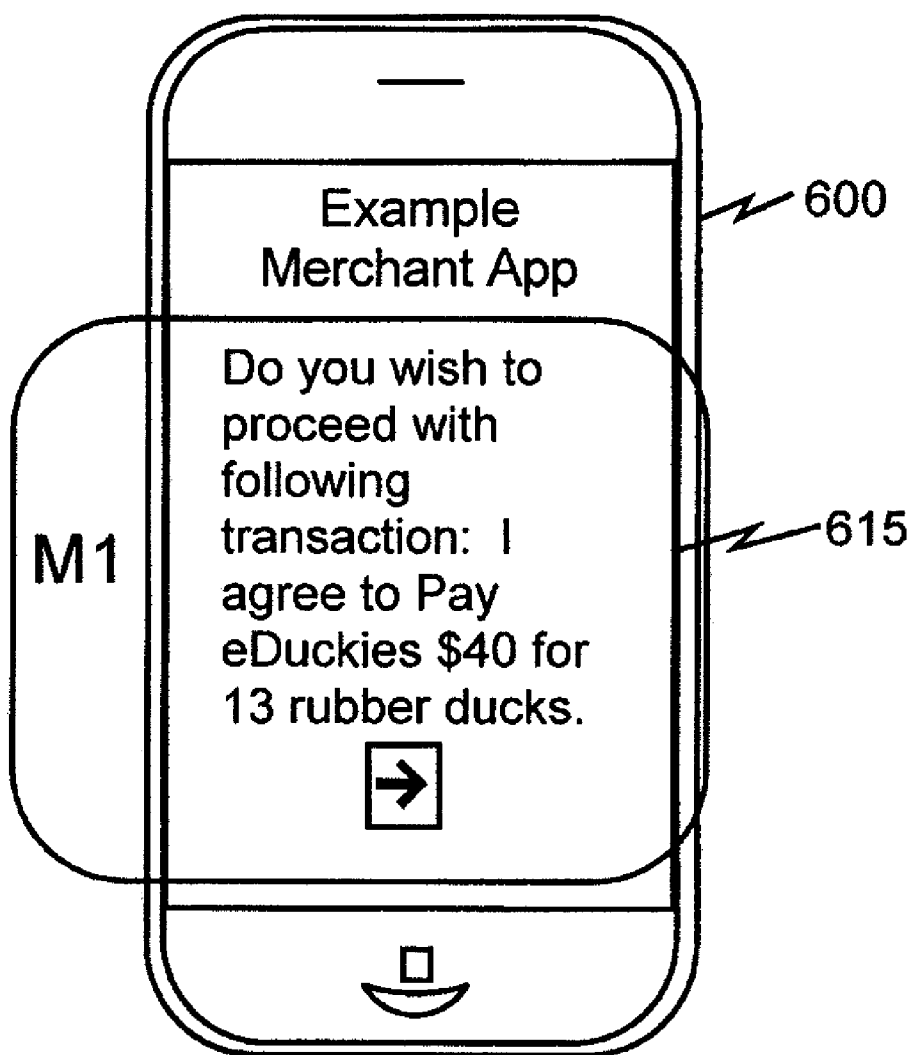 Example
Merchant App
600
Do you wish to
proceed with
following
transaction:  I
615
M1
agree to Pay
eDuckies $40 for
13 rubber ducks.